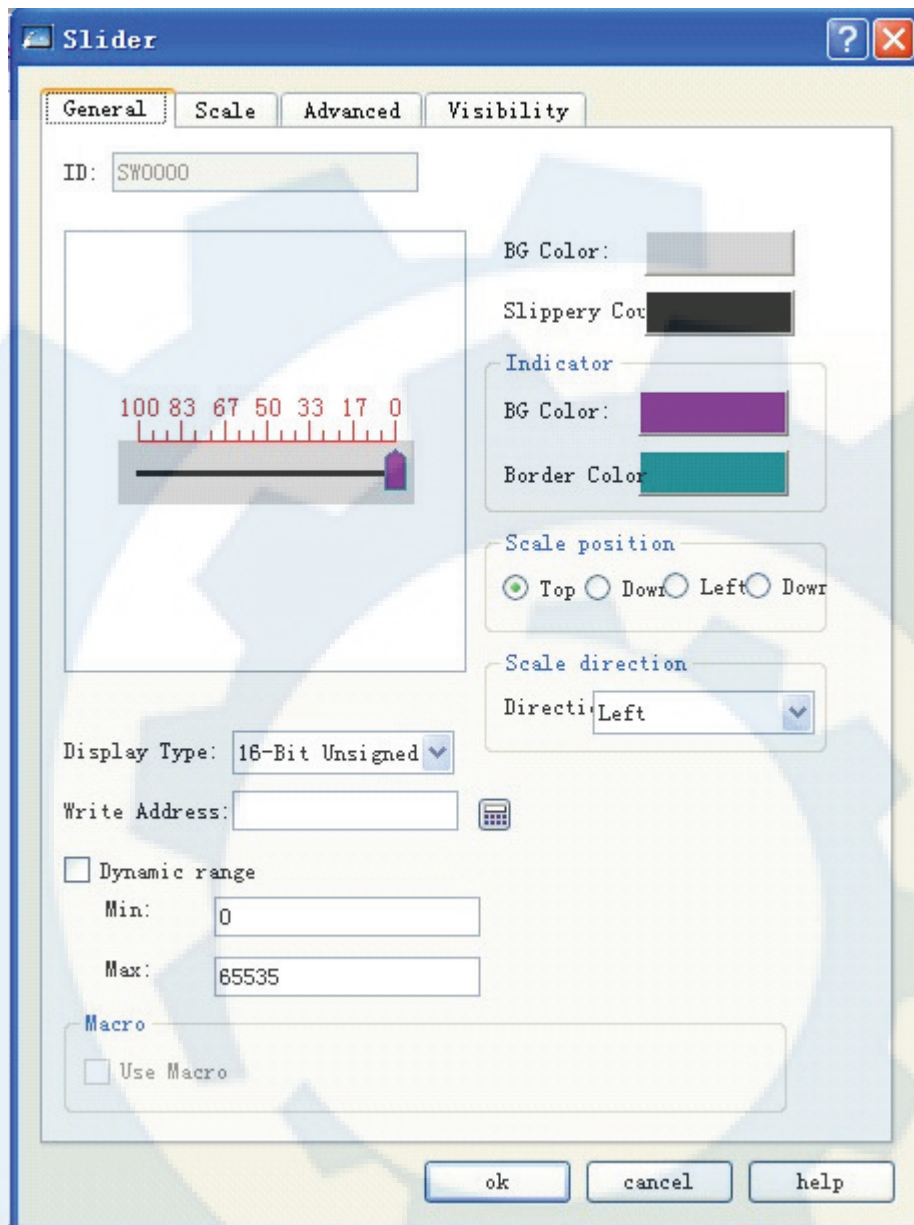 Slider
General Scale Advanced Visibility
ID: SW0000
BG Color:
Slippery Cou
Indicator
100 83 67 50 33 17 0
BG Color:
Border Color
Scale position
Top Down Left Down
Scale direction
Directi Left
Display Type: 16-Bit Unsigned
Write Address:
Dynamic range
Min: 0
Max: 65535
Macro
Use Macro
ok cancel help